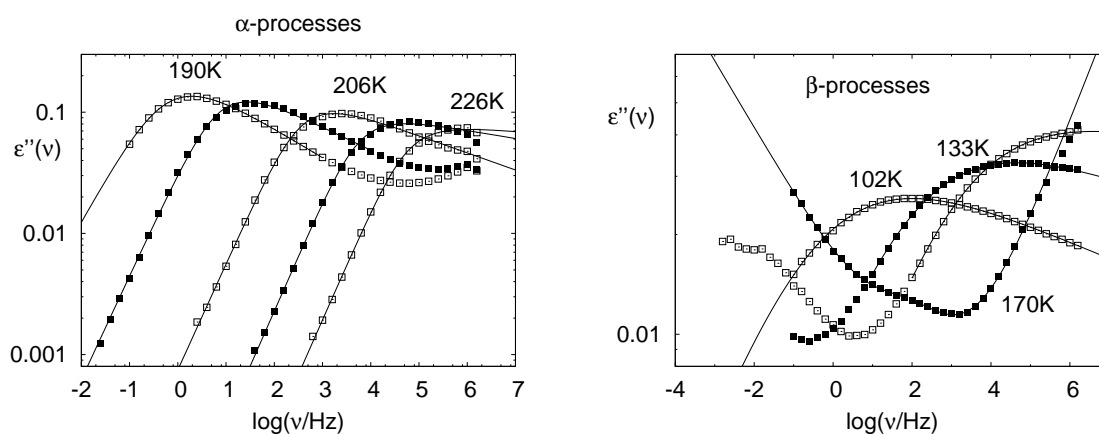 α-processes
190K
206K
226K
ε''(ν)
0.1
0.01
0.001
-2 -1 0 1 2 3 4 5 6 7
log(ν/Hz)
β-processes
133K
102K
170K
ε''(ν)
0.01
-4 -2 0 2 4 6
log(ν/Hz)